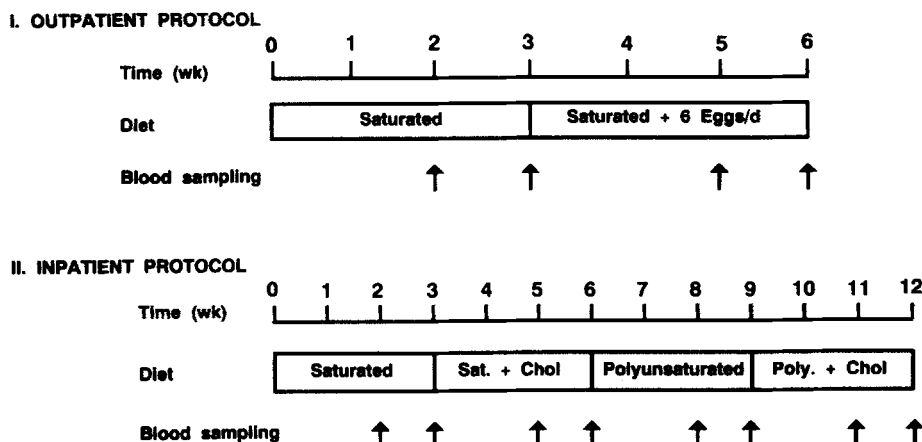 I. OUTPATIENT PROTOCOL
0 1 2 3 4 5 6
Time (wk)
Diet Saturated Saturated + 6 Eggs/d
Blood sampling
II. INPATIENT PROTOCOL
0 1 2 3 4 5 6 7 8 9 10 11 12
Time (wk)
Diet Saturated Sat. + Chol Polyunsaturated Poly. + Chol
Blood sampling